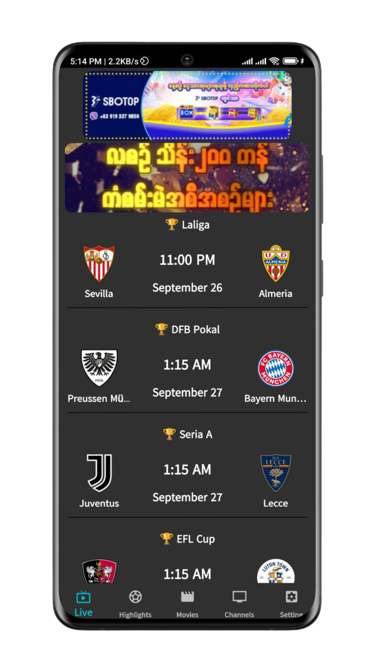 5:14 PM | 2.2KB/s
SBOTOP
+63 919 337 9850
SBOTOP
လစဉ် သိန်း၂၀၀ တန်
ကံစမ်းမဲအစီအစဉ်များ
🏆 Laliga
11:00 PM
Sevilla
September 26
Almeria
🏆 DFB Pokal
1:15 AM
Preussen Mü...
September 27
Bayern Mun...
🏆 Seria A
1:15 AM
Juventus
September 27
Lecce
🏆 EFL Cup
1:15 AM
Live
Highlights
Movies
Channels
Settin